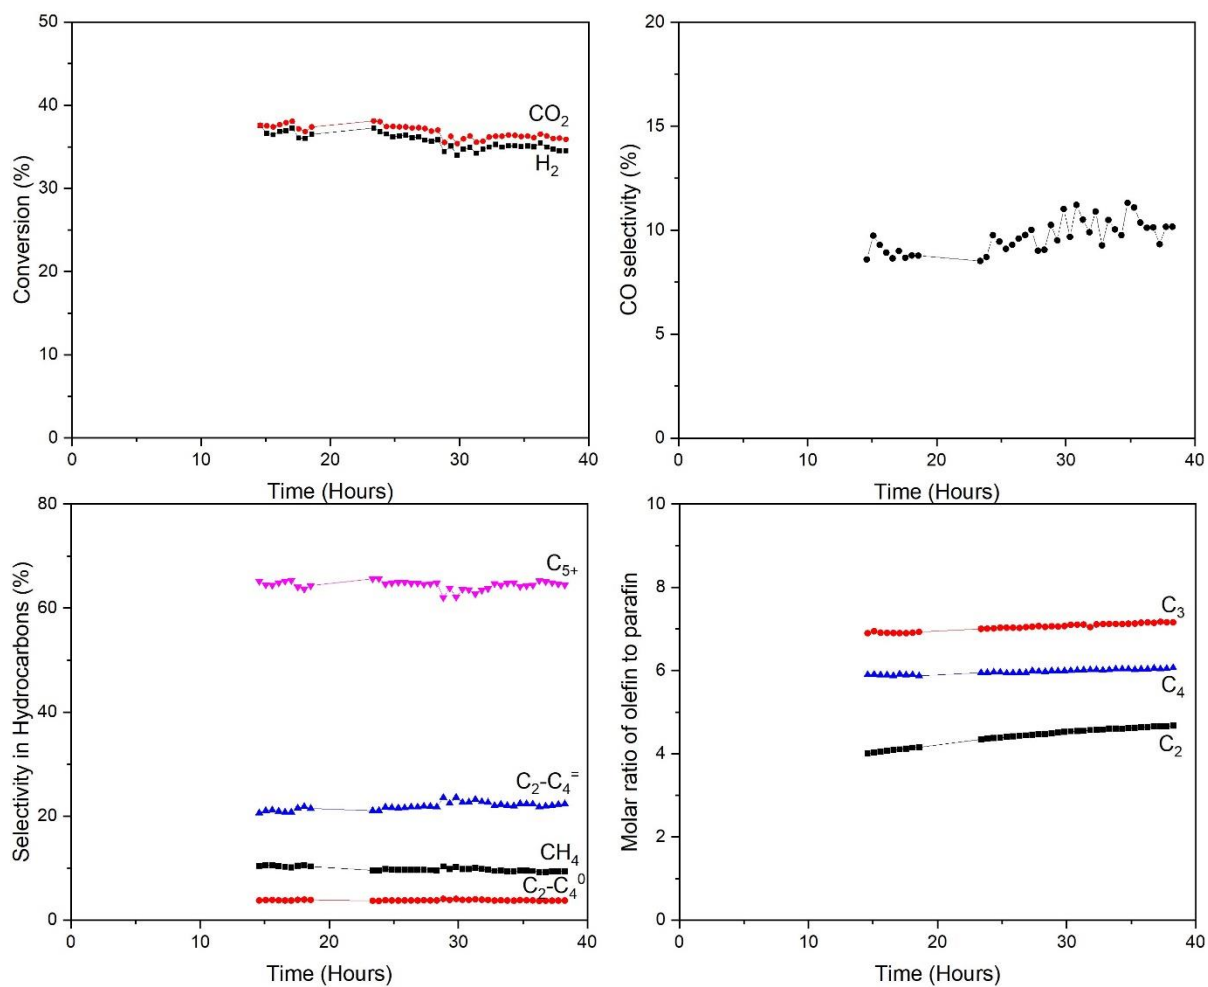 50
40
30
20
10
0
Conversion (%)
CO2
H2
0 10 20 30 40
Time (Hours)
20
15
10
5
0
CO selectivity (%)
0 10 20 30 40
Time (Hours)
80
60
40
20
0
Selectivity in Hydrocarbons (%)
C5+
C2-C4=
CH4
C2-C40
0 10 20 30 40
Time (Hours)
10
8
6
4
2
0
Molar ratio of olefin to parafin
C3
C4
C2
0 10 20 30 40
Time (Hours)